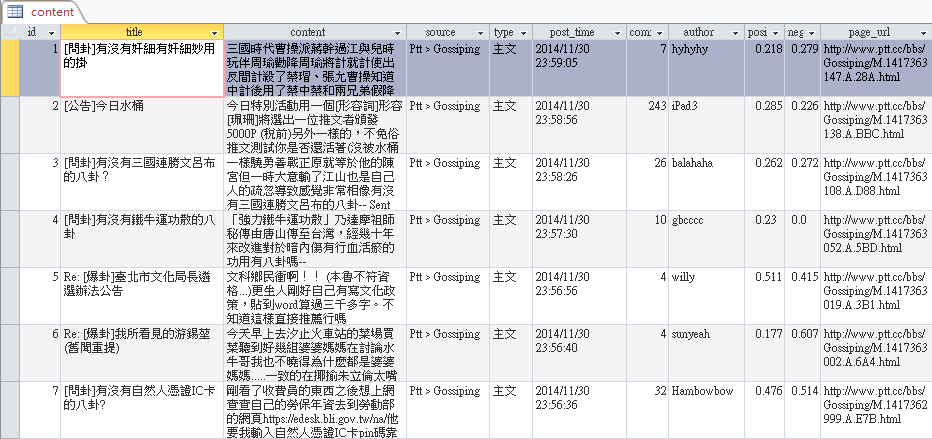 content
id title content source type post_time com author posi neg page_url
1 [問卦]有沒有奸細有奸細妙用 三國時代曹操派蔣幹過江與兒時 Ptt > Gossiping 主文 2014/11/30 7 hyhyhy 0.218 0.279 http://www.ptt.cc/bbs/
的掛 玩伴周瑜勸降周瑜將計就計使出 23:59:05 Gossiping/M.1417363
反間計殺了禁瑁、張允曹操知道 147.A.28A.html
中計後用了禁中禁和兩兄弟假降
2 [公告]今日水桶 今日特別活動用一個[形容詞]形容 Ptt > Gossiping 主文 2014/11/30 243 iPad3 0.285 0.226 http://www.ptt.cc/bbs/
[珮珊]將選出一位推文者頒發 23:58:56 Gossiping/M.1417363
5000P (稅前)另外一樣的，不免俗 138.A.BBC.html
推文測試你是否還活著(沒被水桶
3 [問卦]有沒有三國連勝文呂布 一樣驍勇善戰正原就等於他的陳 Ptt > Gossiping 主文 2014/11/30 26 balahaha 0.262 0.272 http://www.ptt.cc/bbs/
的八卦？ 宮但一時大意輸了江山也是自己 23:58:26 Gossiping/M.1417363
人的疏忽導致感覺非常相像有沒 108.A.D88.html
有三國連勝文呂布的八卦-- Sent
4 [問卦]有沒有鐵牛運功散的八 「強力鐵牛運功散」乃達摩祖師 Ptt > Gossiping 主文 2014/11/30 10 gbcccc 0.23 0.0 http://www.ptt.cc/bbs/
卦 秘傳由唐山傳至台灣，經幾十年 23:57:30 Gossiping/M.1417363
來改進對於暗內傷有行血活瘀的 052.A.5BD.html
功用有八卦嗎--
5 Re: [爆卦]臺北市文化局長遴 文科鄉民衝啊！！ (本魯不符資 Ptt > Gossiping 主文 2014/11/30 4 willy 0.511 0.415 http://www.ptt.cc/bbs/
選辦法公告 格...)更生人剛好自己有寫文化政 23:56:56 Gossiping/M.1417363
策，貼到word算過三千多字。不 019.A.3B1.html
知道這樣直接推薦行嗎
6 Re: [爆卦]我所看見的游錫堃 今天早上去汐止火車站的菜場買 Ptt > Gossiping 主文 2014/11/30 4 sunyeah 0.177 0.607 http://www.ptt.cc/bbs/
(舊聞重提) 菜聽到好幾組婆婆媽媽在討論水 23:56:40 Gossiping/M.1417363
牛哥我也不曉得為什麼都是婆婆 002.A.6A4.html
媽媽.....一致的在揶揄朱立倫太嘴
7 [問卦]有沒有自然人憑證IC卡 剛看了收費員的東西之後想上網 Ptt > Gossiping 主文 2014/11/30 32 Hambowbow 0.476 0.514 http://www.ptt.cc/bbs/
的八卦? 查查自己的勞保年資去到勞動部 23:56:36 Gossiping/M.1417362
的網頁https://edesk.bli.gov.tw/na/他 999.A.E7B.html
要我輸入自然人憑證IC卡pin碼靠